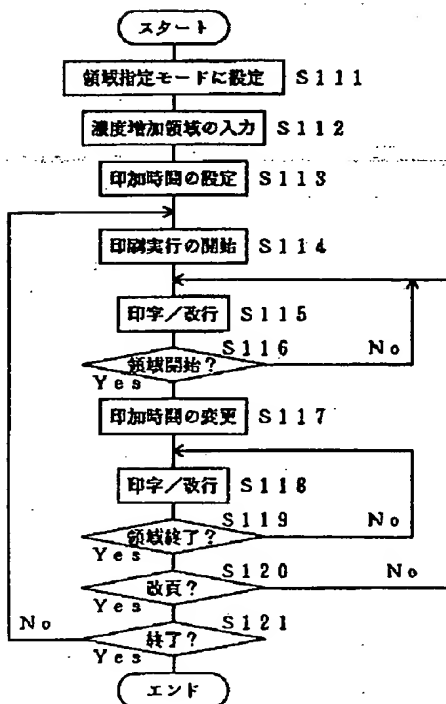 スタート
領域指定モードに設定 S111
濃度増加領域の入力 S112
印加時間の設定 S113
印刷実行の開始 S114
印字/改行 S115
領域開始? S116 No
Yes
印加時間の変更 S117
印字/改行 S118
領域終了? S119 No
Yes
改頁? S120 No
Yes
No 終了? S121
Yes
エンド